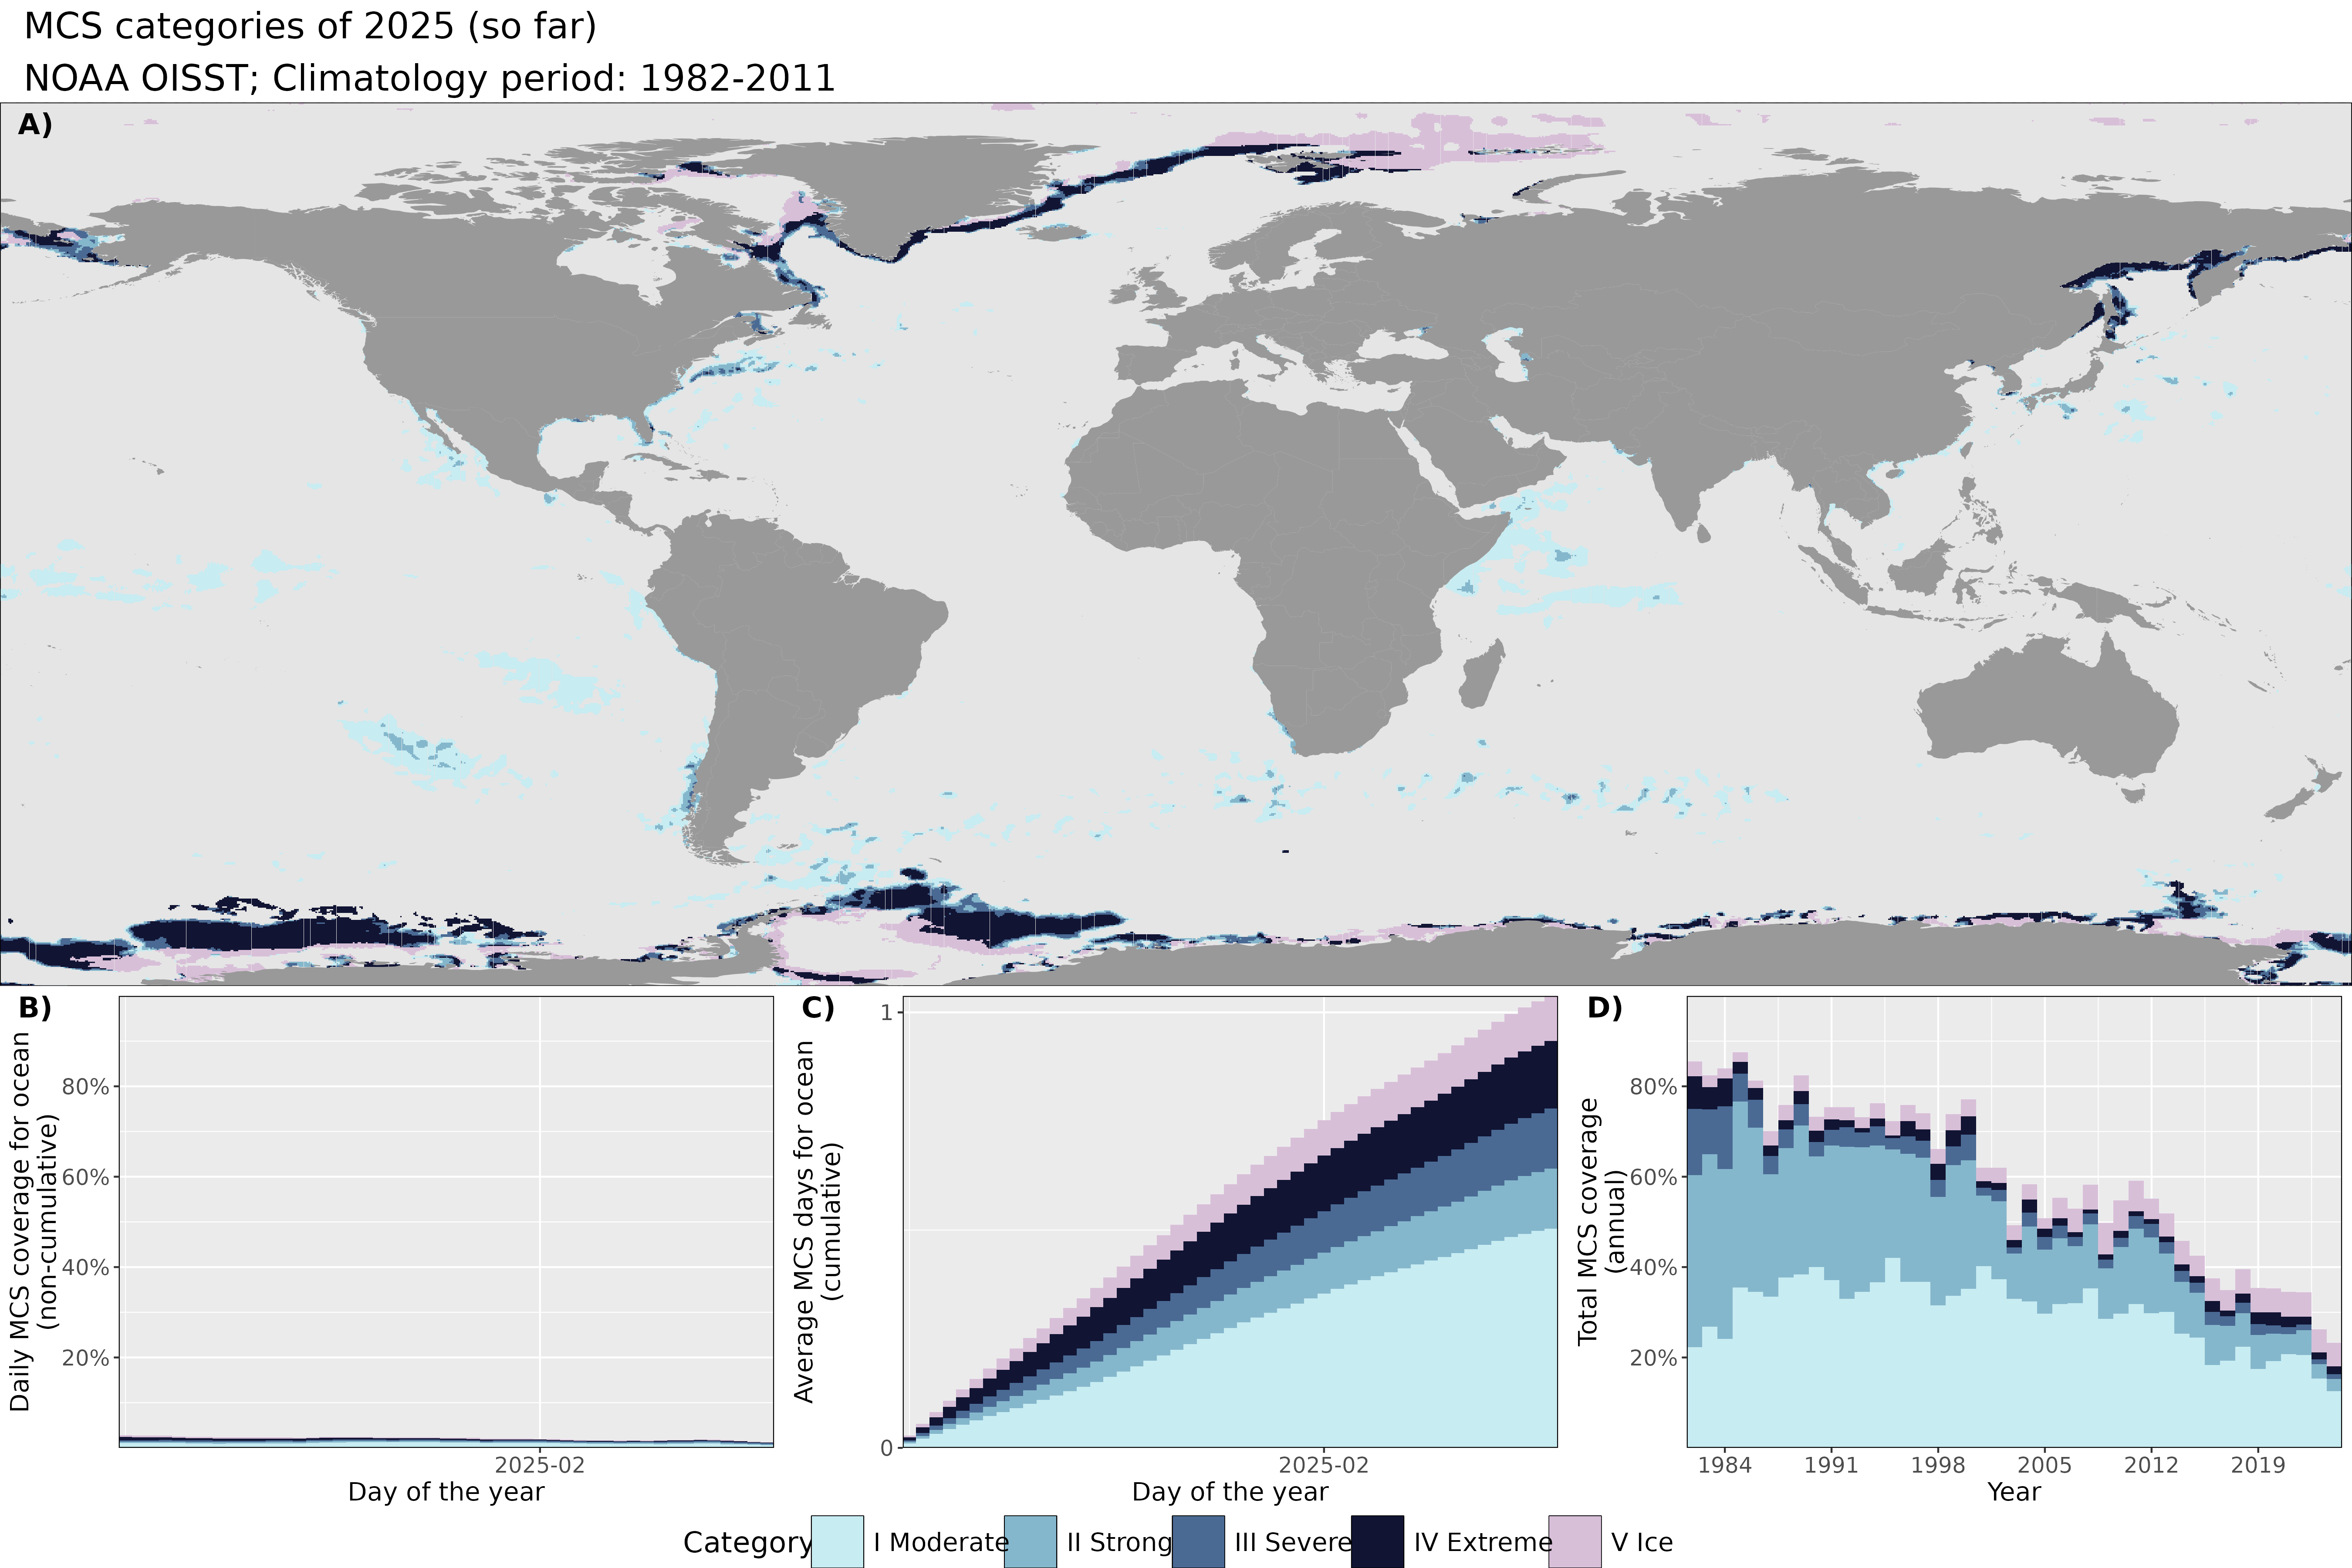 MCS categories of 2025 (so far)
NOAA OISST; Climatology period: 1982-2011
A)
B)
Daily MCS coverage for ocean
(non-cumulative)
80%
60%
40%
20%
2025-02
Day of the year
C)
Average MCS days for ocean
(cumulative)
1
0
2025-02
Day of the year
D)
Total MCS coverage
(annual)
80%
60%
40%
20%
1984
1991
1998
2005
2012
2019
Year
Category
I Moderate
II Strong
III Severe
IV Extreme
V Ice